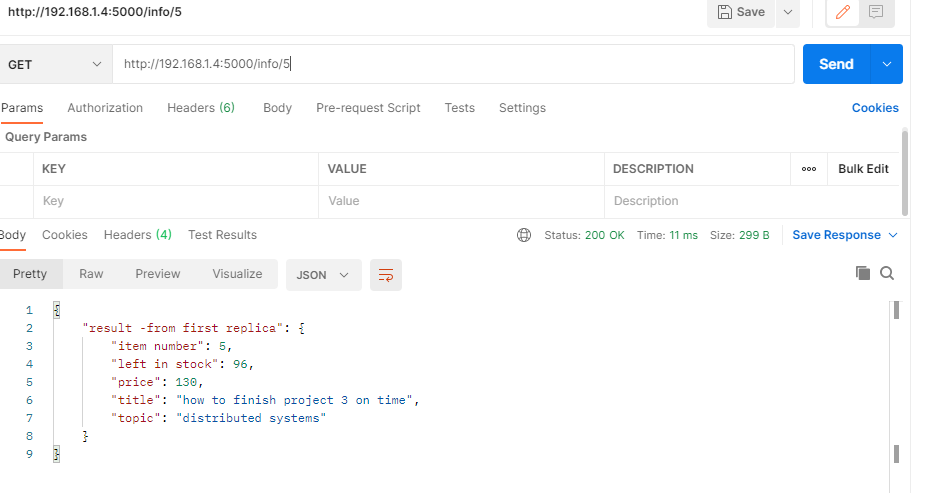 http://192.168.1.4:5000/info/5 Save
GET http://192.168.1.4:5000/info/5 Send
Params Authorization Headers (6) Body Pre-request Script Tests Settings Cookies
Query Params
KEY VALUE DESCRIPTION ooo Bulk Edit
Key Value Description
Body Cookies Headers (4) Test Results Status: 200 OK Time: 11 ms Size: 299 B Save Response
Pretty Raw Preview Visualize JSON
1 {
2 "result -from first replica": {
3 "item number": 5,
4 "left in stock": 96,
5 "price": 130,
6 "title": "how to finish project 3 on time",
7 "topic": "distributed systems"
8 }
9 }